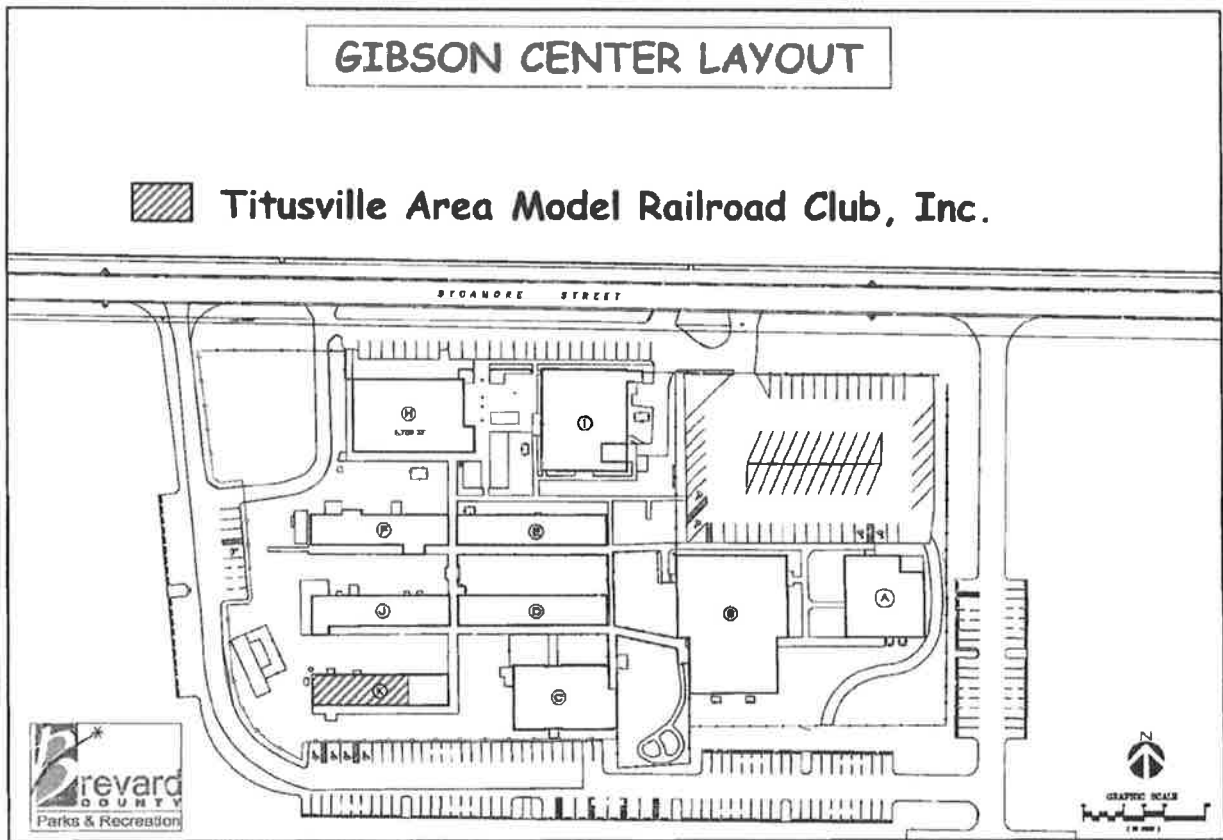 GIBSON CENTER LAYOUT
Titusville Area Model Railroad Club, Inc.
SYCAMORE STREET
H
I
F
E
J
D
A
K
C
Brevard
COUNTY
Parks & Recreation
N
GRAPHIC SCALE